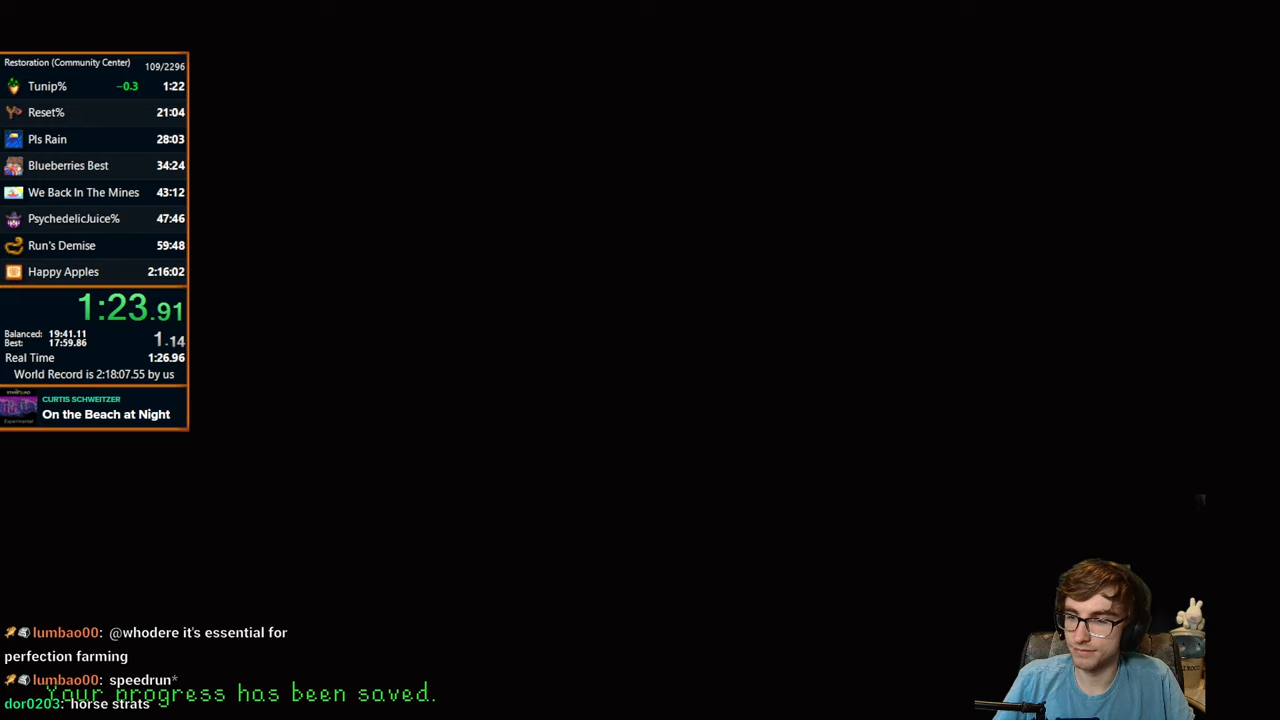 Restoration (Community Center) 109/2296
Tunip% −0.3 1:22
Reset% 21:04
Pls Rain 28:03
Blueberries Best 34:24
We Back In The Mines 43:12
PsychedelicJuice% 47:46
Run's Demise 59:48
Happy Apples 2:16:02
1:23.91
Balanced: 19:41.11
Best: 17:59.86 1.14
Real Time 1:26.96
World Record is 2:18:07.55 by us
CURTIS SCHWEITZER
On the Beach at Night
lumbao00: @whodere it's essential for
perfection farming
lumbao00: speedrun*
Your progress has been saved.
dor0203: horse strats